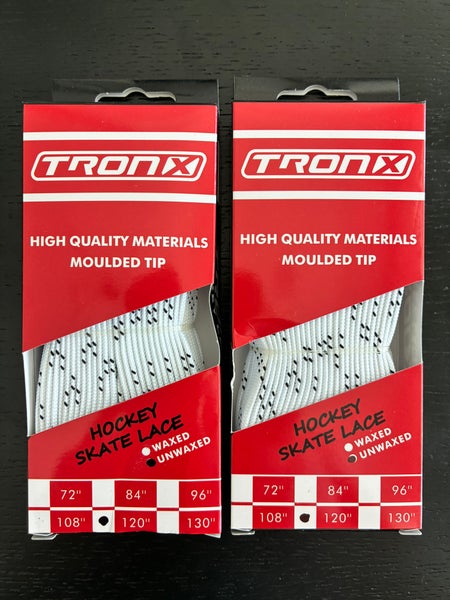 TRONX
HIGH QUALITY MATERIALS
MOULDED TIP
HOCKEY
SKATE LACE
WAXED
UNWAXED
72" 84" 96"
108" 120" 130"
TRONX
HIGH QUALITY MATERIALS
MOULDED TIP
HOCKEY
SKATE LACE
WAXED
UNWAXED
72" 84" 96"
108" 120" 130"